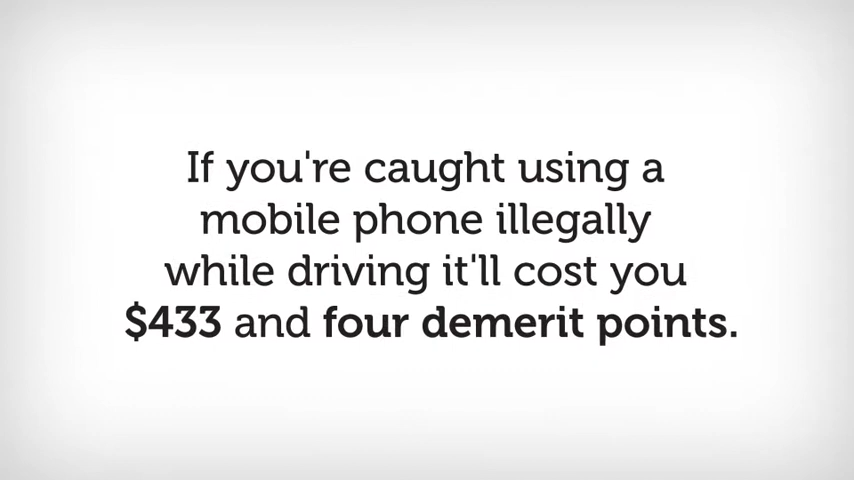 If you're caught using a
mobile phone illegally
while driving it'll cost you
$433 and four demerit points.